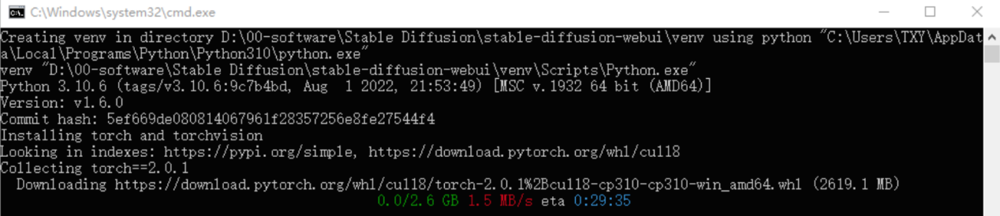 C:\Windows\system32\cmd.exe
Creating venv in directory D:\00-software\Stable Diffusion\stable-diffusion-webui\venv using python "C:\Users\TXY\AppDat
a\Local\Programs\Python\Python310\python.exe"
venv "D:\00-software\Stable Diffusion\stable-diffusion-webui\venv\Scripts\Python.exe"
Python 3.10.6 (tags/v3.10.6:9c7b4bd, Aug  1 2022, 21:53:49) [MSC v.1932 64 bit (AMD64)]
Version: v1.6.0
Commit hash: 5ef669de080814067961f28357256e8fe27544f4
Installing torch and torchvision
Looking in indexes: https://pypi.org/simple, https://download.pytorch.org/whl/cu118
Collecting torch==2.0.1
  Downloading https://download.pytorch.org/whl/cu118/torch-2.0.1%2Bcu118-cp310-cp310-win_amd64.whl (2619.1 MB)
0.0/2.6 GB 1.5 MB/s eta 0:29:35